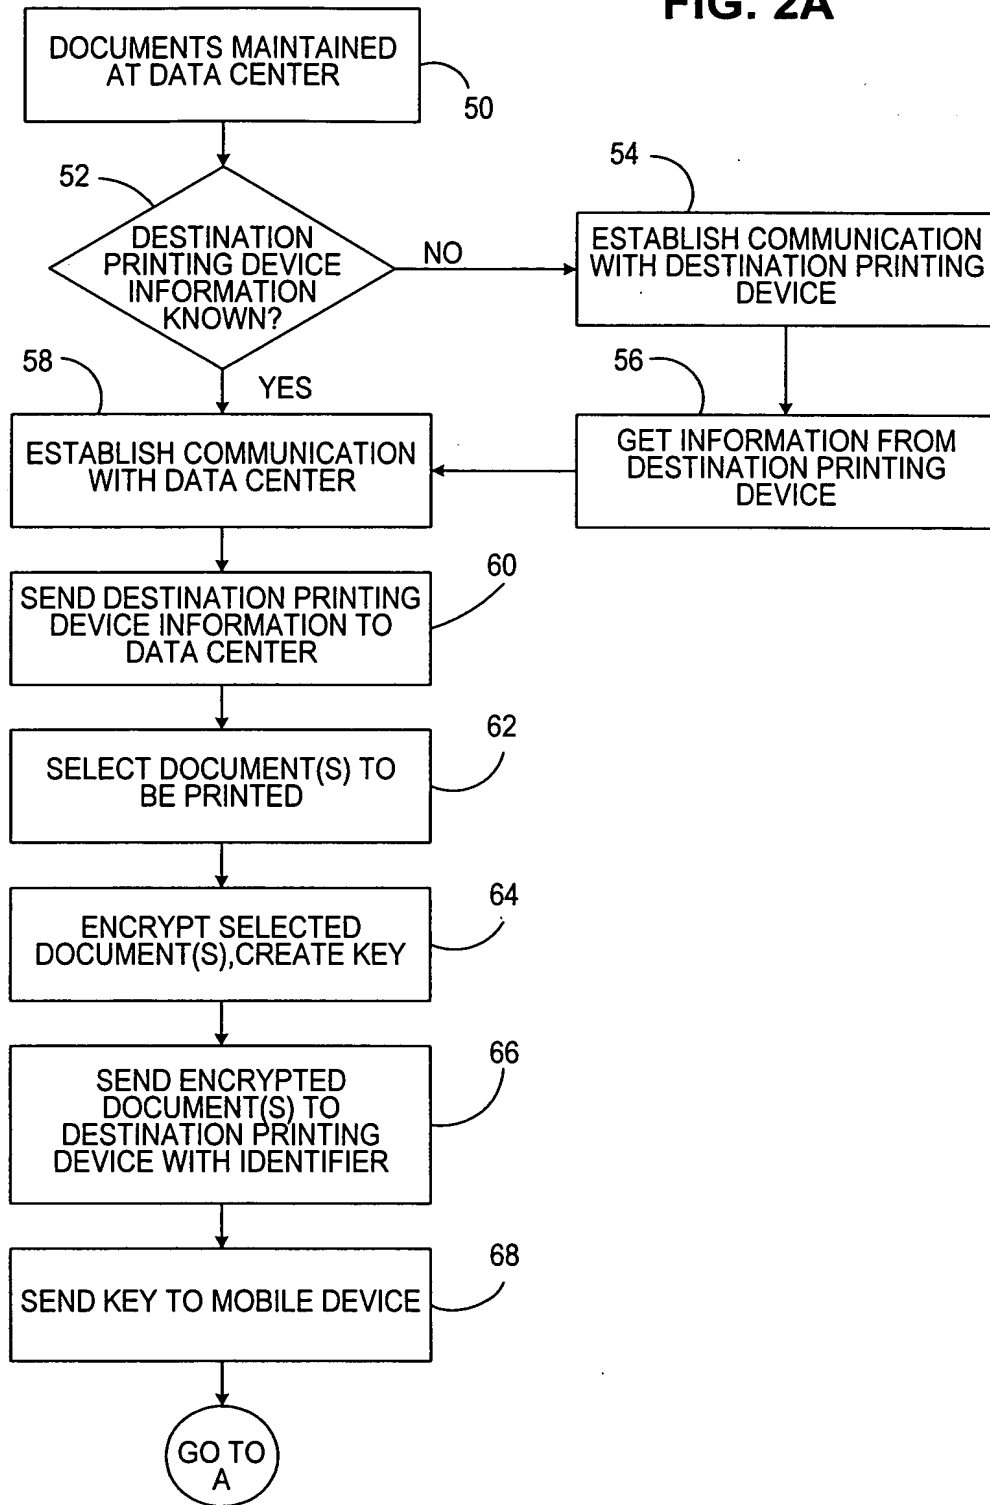 FIG. 2A
DOCUMENTS MAINTAINED
AT DATA CENTER
50
52
DESTINATION
PRINTING DEVICE
INFORMATION
KNOWN?
NO
YES
54
ESTABLISH COMMUNICATION
WITH DESTINATION PRINTING
DEVICE
56
GET INFORMATION FROM
DESTINATION PRINTING
DEVICE
58
ESTABLISH COMMUNICATION
WITH DATA CENTER
60
SEND DESTINATION PRINTING
DEVICE INFORMATION TO
DATA CENTER
62
SELECT DOCUMENT(S) TO
BE PRINTED
64
ENCRYPT SELECTED
DOCUMENT(S),CREATE KEY
66
SEND ENCRYPTED
DOCUMENT(S) TO
DESTINATION PRINTING
DEVICE WITH IDENTIFIER
68
SEND KEY TO MOBILE DEVICE
GO TO
A